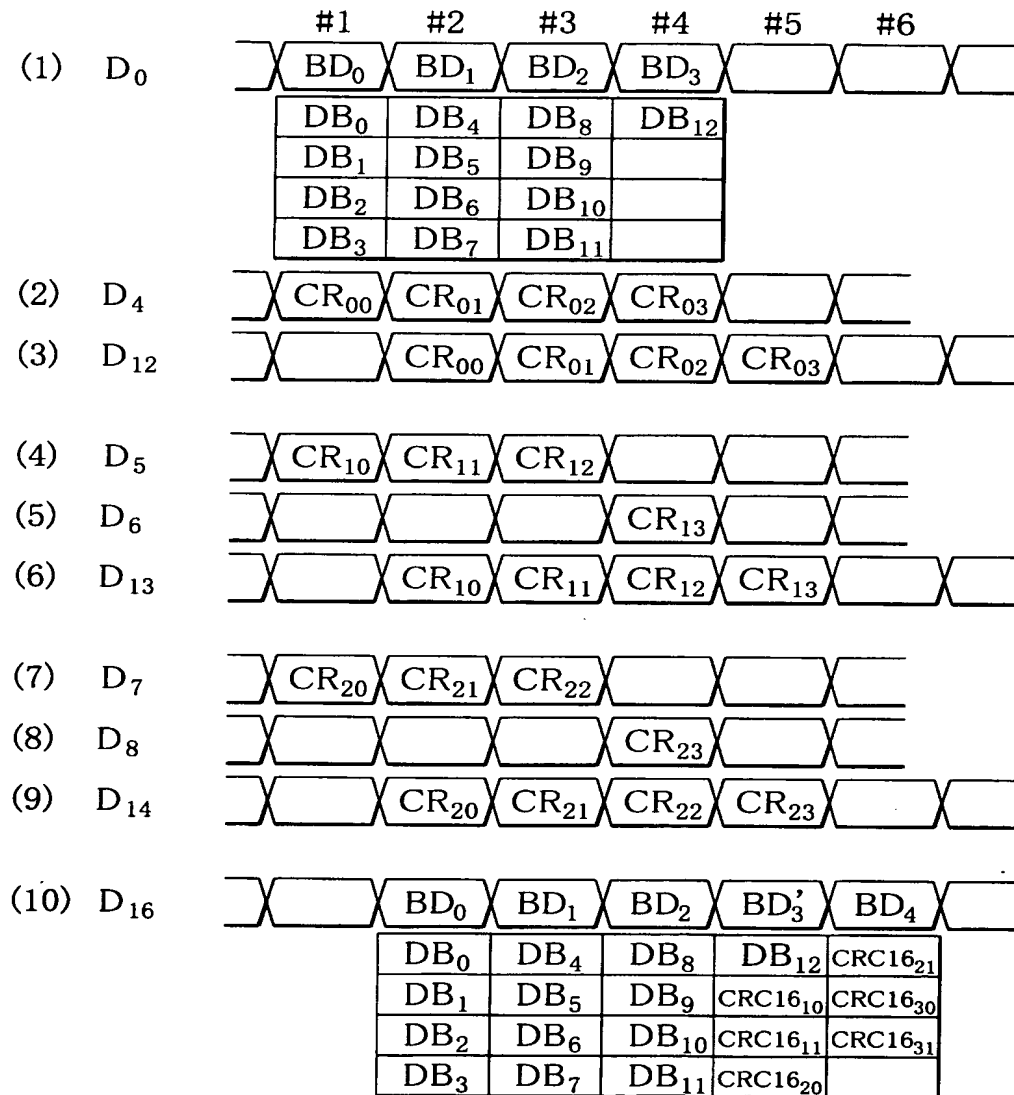 #1 #2 #3 #4 #5 #6
(1) D₀ BD₀ BD₁ BD₂ BD₃
DB₀ DB₄ DB₈ DB₁₂
DB₁ DB₅ DB₉
DB₂ DB₆ DB₁₀
DB₃ DB₇ DB₁₁
(2) D₄ CR₀₀ CR₀₁ CR₀₂ CR₀₃
(3) D₁₂ CR₀₀ CR₀₁ CR₀₂ CR₀₃
(4) D₅ CR₁₀ CR₁₁ CR₁₂
(5) D₆ CR₁₃
(6) D₁₃ CR₁₀ CR₁₁ CR₁₂ CR₁₃
(7) D₇ CR₂₀ CR₂₁ CR₂₂
(8) D₈ CR₂₃
(9) D₁₄ CR₂₀ CR₂₁ CR₂₂ CR₂₃
(10) D₁₆ BD₀ BD₁ BD₂ BD₃' BD₄
DB₀ DB₄ DB₈ DB₁₂ CRC16₂₁
DB₁ DB₅ DB₉ CRC16₁₀ CRC16₃₀
DB₂ DB₆ DB₁₀ CRC16₁₁ CRC16₃₁
DB₃ DB₇ DB₁₁ CRC16₂₀